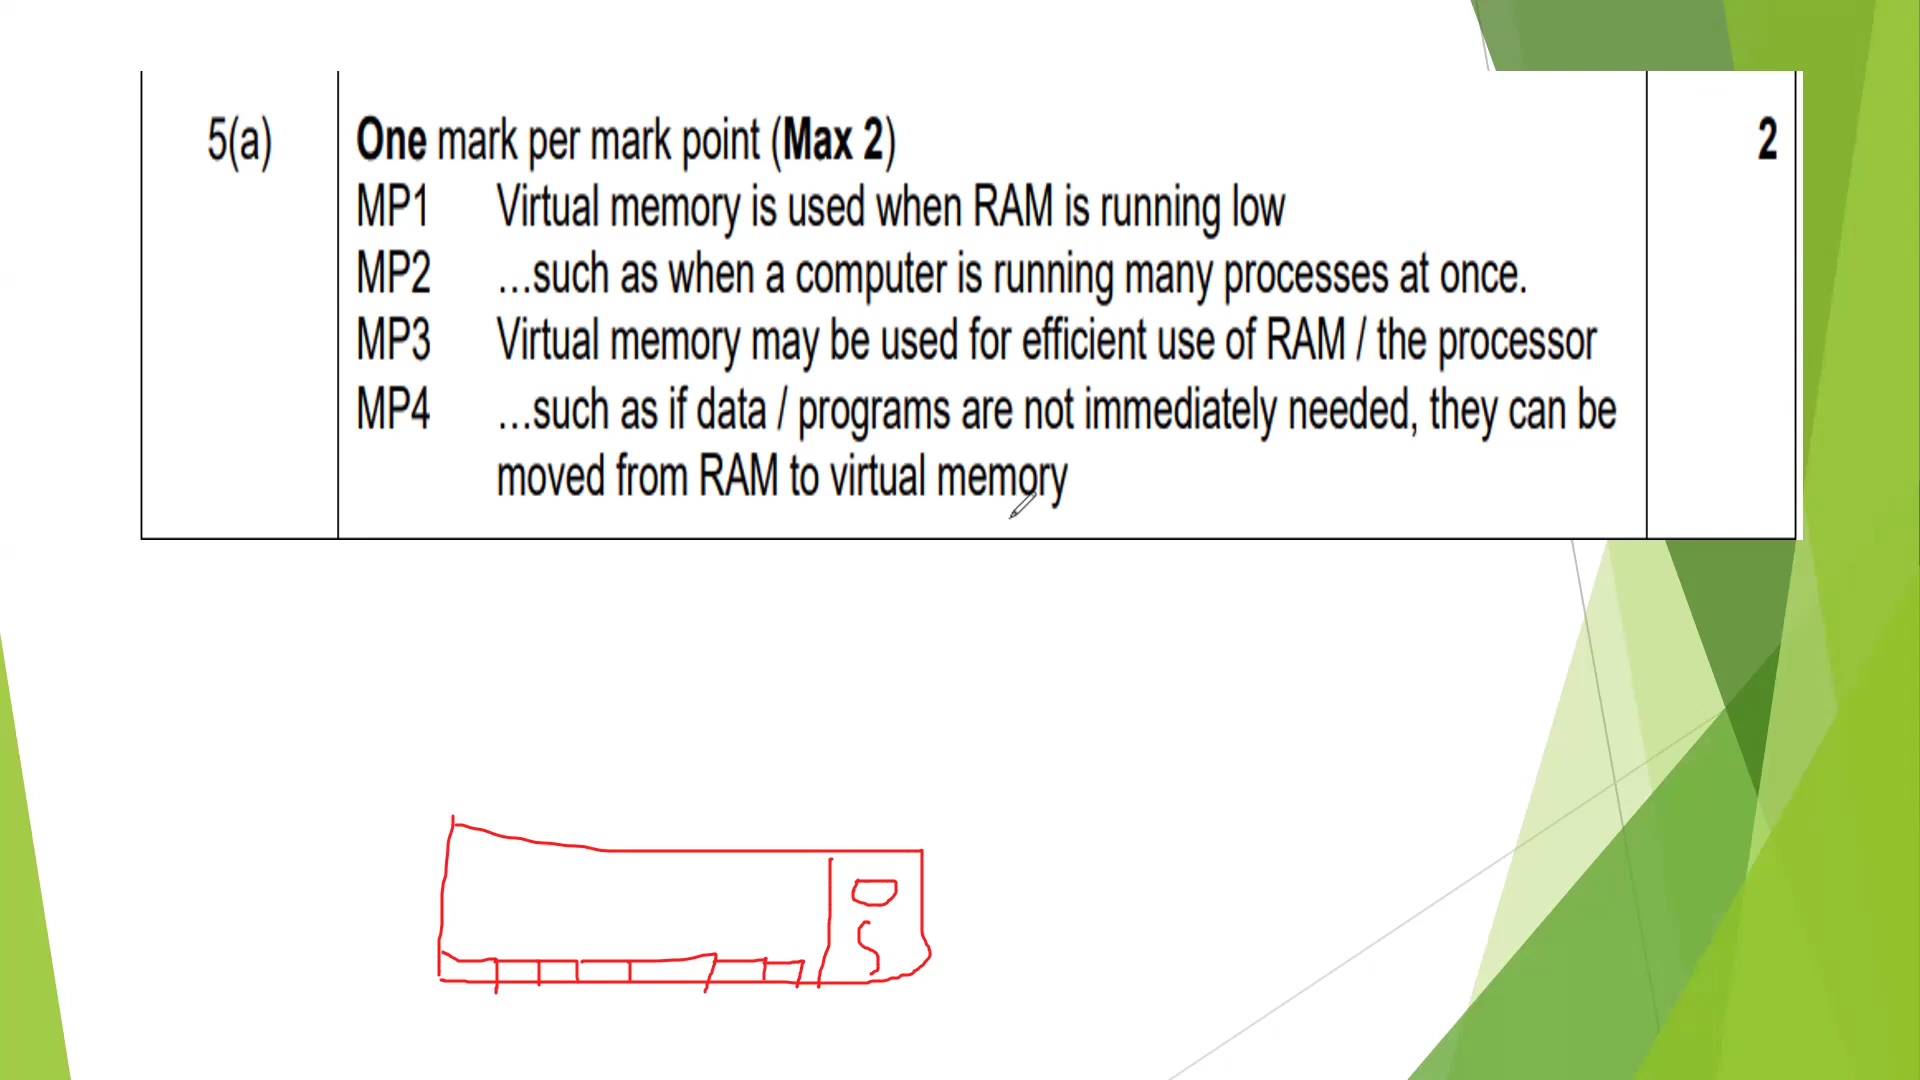 5(a) One mark per mark point (Max 2) 2
MP1 Virtual memory is used when RAM is running low
MP2 …such as when a computer is running many processes at once.
MP3 Virtual memory may be used for efficient use of RAM / the processor
MP4 …such as if data / programs are not immediately needed, they can be
moved from RAM to virtual memory
OS